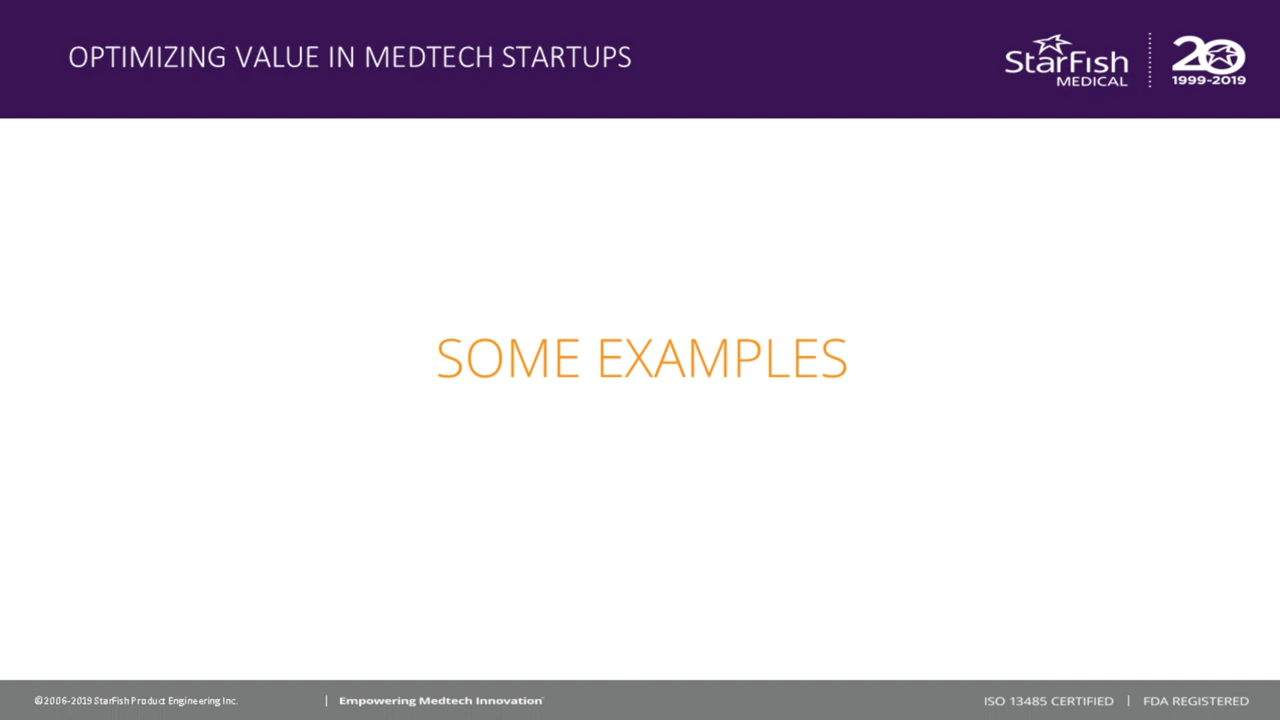 OPTIMIZING VALUE IN MEDTECH STARTUPS
StarFish
MEDICAL
20
1999-2019
SOME EXAMPLES
©2006-2019 StarFish Product Engineering Inc. | Empowering Medtech Innovation
ISO 13485 CERTIFIED | FDA REGISTERED